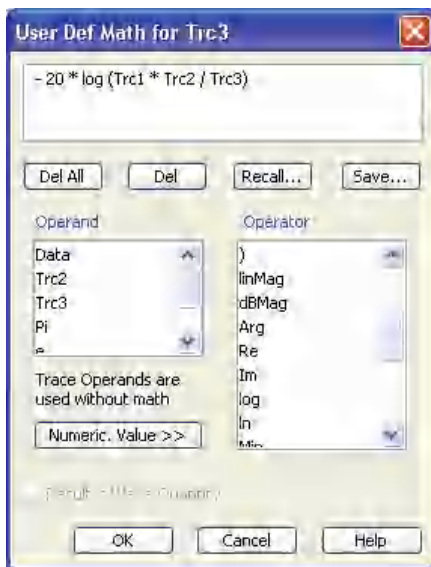 User Def Math for Trc3
- 20 * log (Trc1 * Trc2 / Trc3)
Del All Del Recall... Save...
Operand Operator
Data
Trc2
Trc3
Pi
e
)
linMag
dBMag
Arg
Re
Im
log
ln
Min
Trace Operands are
used without math
Numeric. Value >>
OK Cancel Help